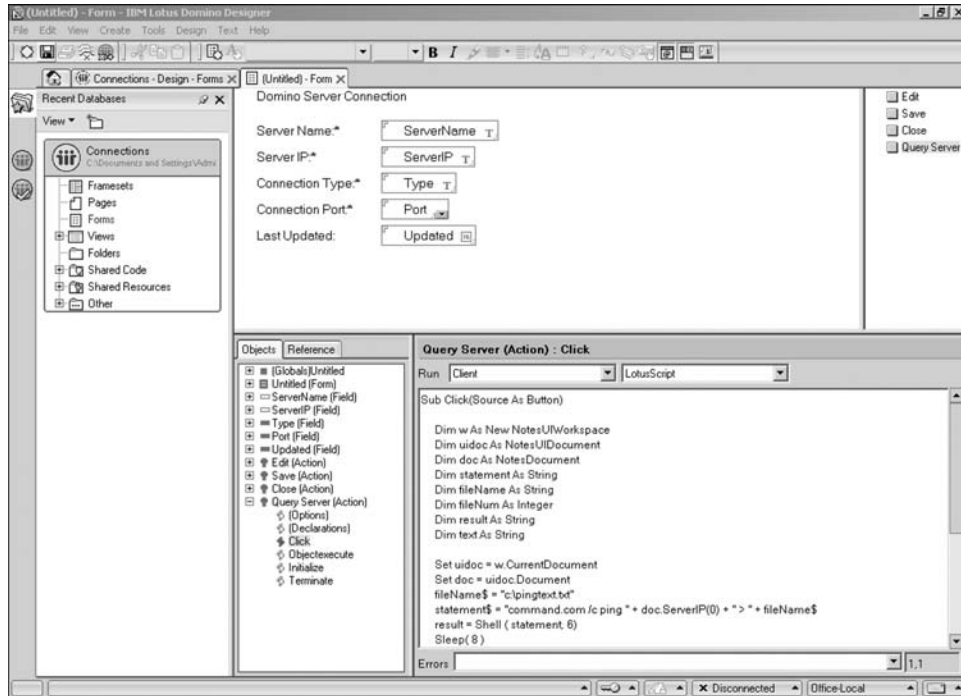 (Untitled) - Form - IBM Lotus Domino Designer
File Edit View Create Tools Design Text Help
B I
Connections - Design - Forms
(Untitled) - Form
Recent Databases
View
Connections
C:\Documents and Settings\Admi
Framesets
Pages
Forms
Views
Folders
Shared Code
Shared Resources
Other
Domino Server Connection
Server Name:* ServerName T
Server IP:* ServerIP T
Connection Type:* Type T
Connection Port:* Port
Last Updated: Updated
Edit
Save
Close
Query Server
Objects Reference
(Globals)Untitled
Untitled (Form)
ServerName (Field)
ServerIP (Field)
Type (Field)
Port (Field)
Updated (Field)
Edit (Action)
Save (Action)
Close (Action)
Query Server (Action)
(Options)
(Declarations)
Click
Objectexecute
Initialize
Terminate
Query Server (Action) : Click
Run Client LotusScript
Sub Click(Source As Button)
Dim w As New NotesUIWorkspace
Dim uidoc As NotesUIDocument
Dim doc As NotesDocument
Dim statement As String
Dim fileName As String
Dim fileNum As Integer
Dim result As String
Dim text As String
Set uidoc = w.CurrentDocument
Set doc = uidoc.Document
fileName$ = "c:\pingtext.txt"
statement$ = "command.com /c ping " + doc.ServerIP(0) + " > " + fileName$
result = Shell ( statement, 6)
Sleep( 8 )
Errors 1,1
Disconnected Office-Local